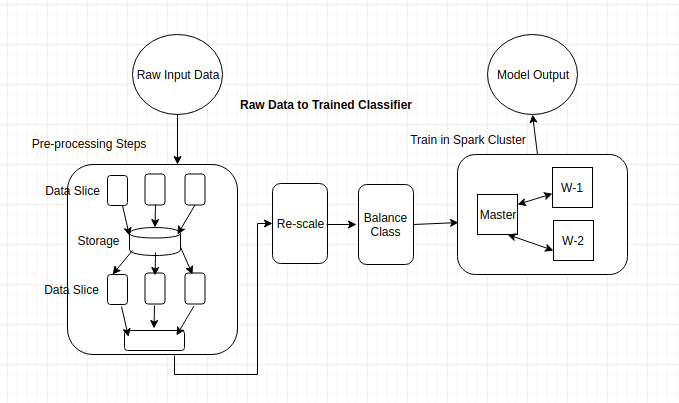 Raw Input Data
Model Output
Raw Data to Trained Classifier
Pre-processing Steps
Train in Spark Cluster
Data Slice
Storage
Data Slice
Re-scale
Balance
Class
Master
W-1
W-2